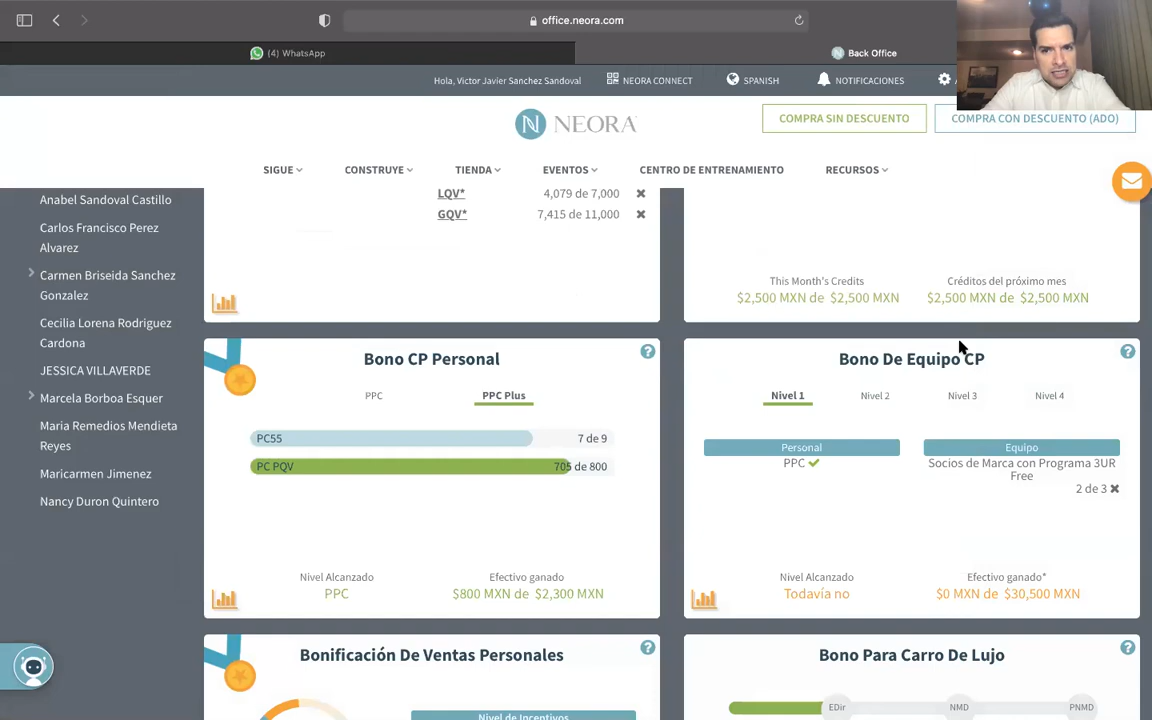 office.neora.com
(4) WhatsApp
Back Office
Hola, Victor Javier Sanchez Sandoval
NEORA CONNECT
SPANISH
NOTIFICACIONES
NEORA
COMPRA SIN DESCUENTO
COMPRA CON DESCUENTO (ADO)
SIGUE
CONSTRUYE
TIENDA
EVENTOS
CENTRO DE ENTRENAMIENTO
RECURSOS
Anabel Sandoval Castillo
Carlos Francisco Perez
Alvarez
Carmen Briseida Sanchez
Gonzalez
Cecilia Lorena Rodriguez
Cardona
JESSICA VILLAVERDE
Marcela Borboa Esquer
Maria Remedios Mendieta
Reyes
Maricarmen Jimenez
Nancy Duron Quintero
LQV* 4,079 de 7,000
GQV* 7,415 de 11,000
This Month's Credits
$2,500 MXN de $2,500 MXN
Créditos del próximo mes
$2,500 MXN de $2,500 MXN
Bono CP Personal
PPC
PPC Plus
PC55 7 de 9
PC PQV 705 de 800
Nivel Alcanzado
PPC
Efectivo ganado
$800 MXN de $2,300 MXN
Bono De Equipo CP
Nivel 1
Nivel 2
Nivel 3
Nivel 4
Personal
PPC
Equipo
Socios de Marca con Programa 3UR
Free
2 de 3
Nivel Alcanzado
Todavía no
Efectivo ganado*
$0 MXN de $30,500 MXN
Bonificación De Ventas Personales
Nivel de Incentivos
Bono Para Carro De Lujo
EDir
NMD
PNMD